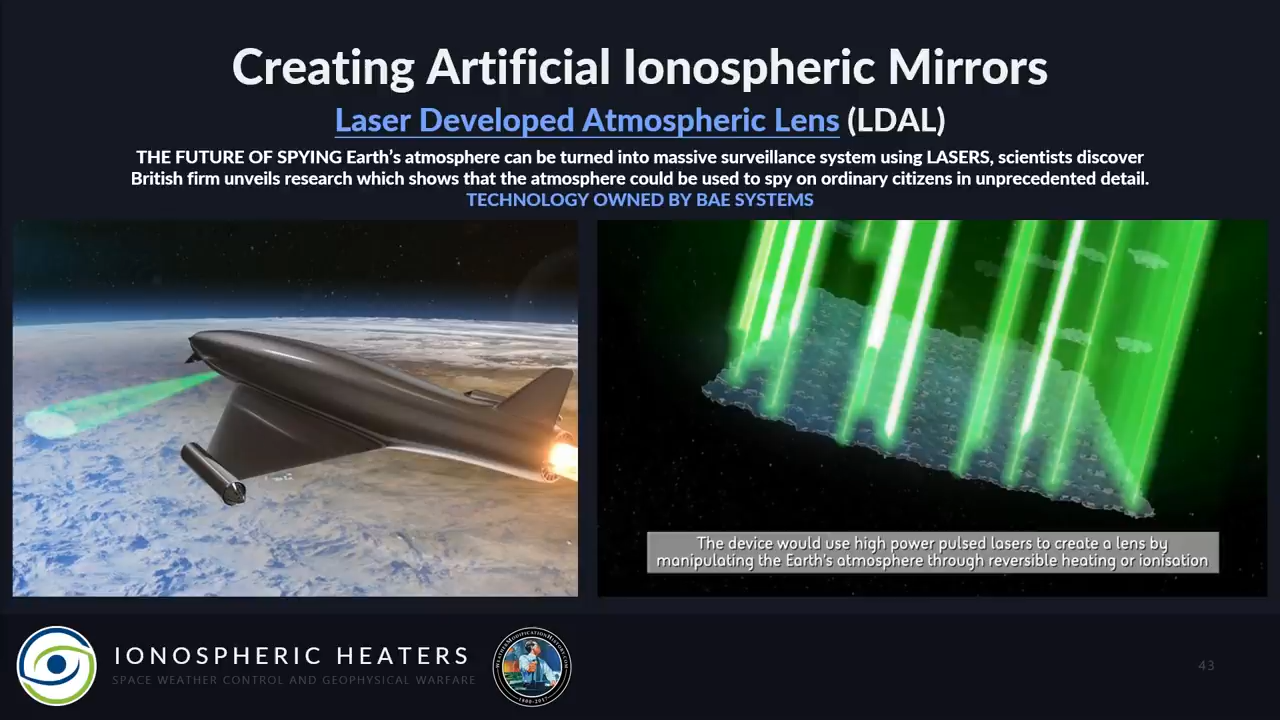 Creating Artificial Ionospheric Mirrors
Laser Developed Atmospheric Lens (LDAL)
THE FUTURE OF SPYING Earth's atmosphere can be turned into massive surveillance system using LASERS, scientists discover
British firm unveils research which shows that the atmosphere could be used to spy on ordinary citizens in unprecedented detail.
TECHNOLOGY OWNED BY BAE SYSTEMS
The device would use high power pulsed lasers to create a lens by
manipulating the Earth's atmosphere through reversible heating or ionisation
IONOSPHERIC HEATERS
SPACE WEATHER CONTROL AND GEOPHYSICAL WARFARE
WEATHERMODIFICATIONHISTORY.COM
43